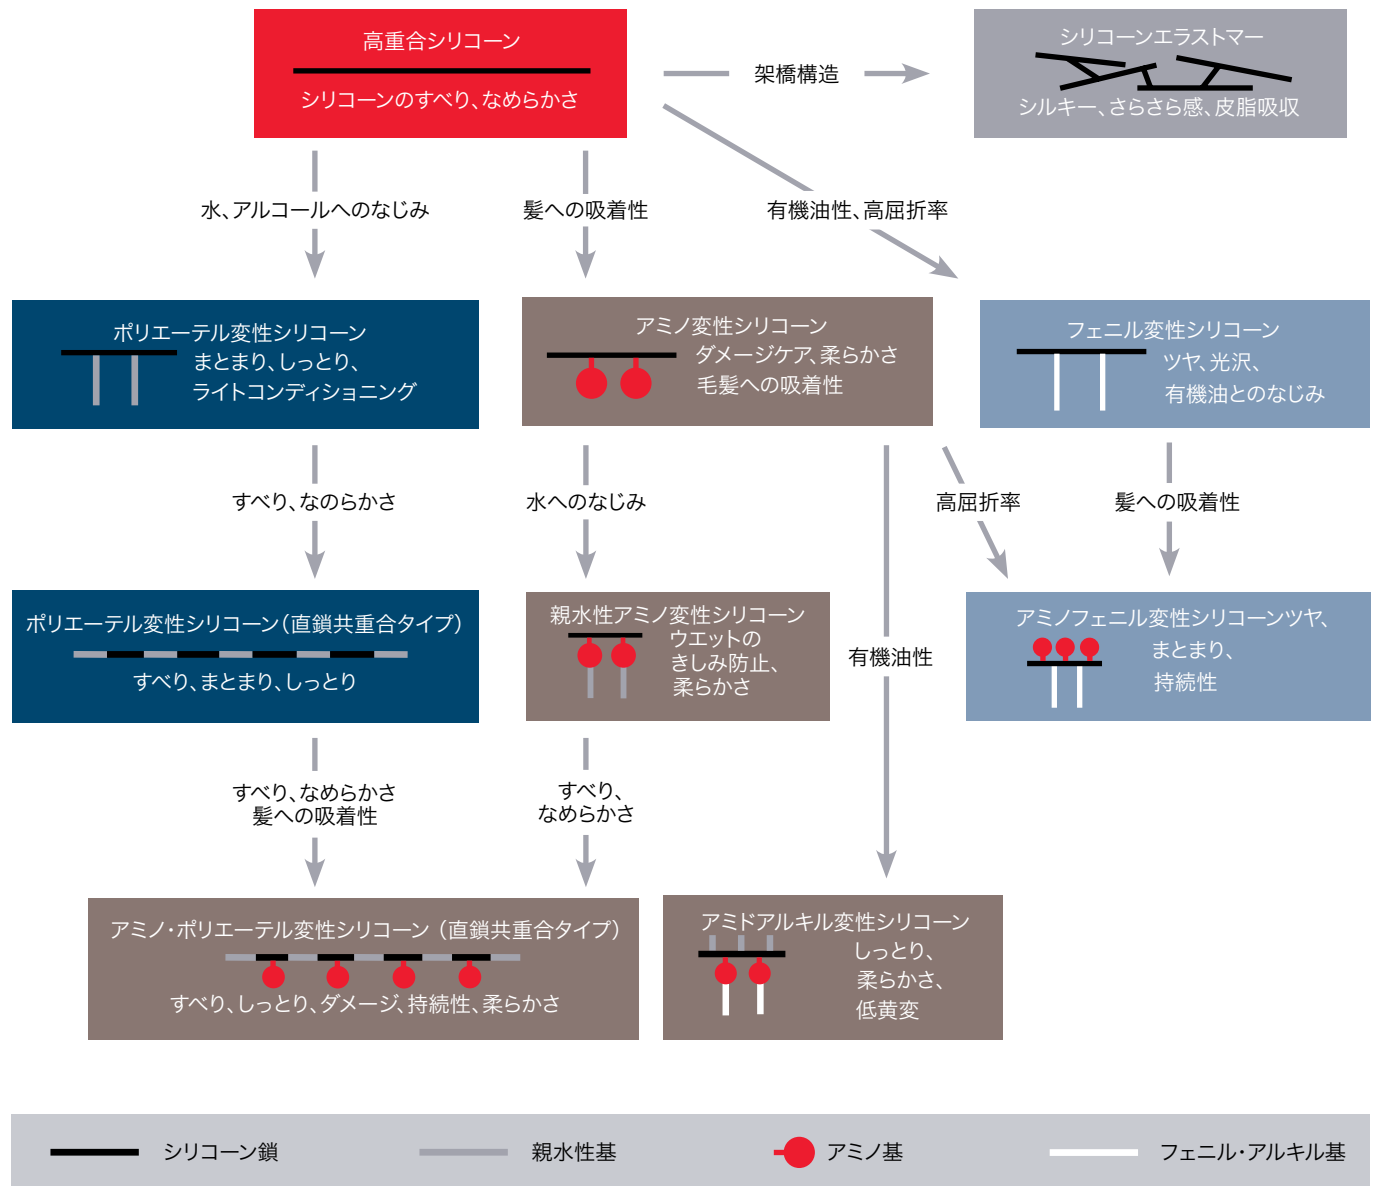 高重合シリコーン
シリコーンのすべり、なめらかさ
架橋構造
シリコーンエラストマー
シルキー、さらさら感、皮脂吸収
水、アルコールへのなじみ
髪への吸着性
有機油性、高屈折率
ポリエーテル変性シリコーン
まとまり、しっとり、
ライトコンディショニング
アミノ変性シリコーン
ダメージケア、柔らかさ
毛髪への吸着性
フェニル変性シリコーン
ツヤ、光沢、
有機油とのなじみ
すべり、なのらかさ
水へのなじみ
高屈折率
髪への吸着性
ポリエーテル変性シリコーン（直鎖共重合タイプ）
すべり、まとまり、しっとり
親水性アミノ変性シリコーン
ウエットの
きしみ防止、
柔らかさ
有機油性
アミノフェニル変性シリコーンツヤ、
まとまり、
持続性
すべり、なめらかさ
髪への吸着性
すべり、
なめらかさ
アミノ・ポリエーテル変性シリコーン（直鎖共重合タイプ）
すべり、しっとり、ダメージ、持続性、柔らかさ
アミドアルキル変性シリコーン
しっとり、
柔らかさ、
低黄変
シリコーン鎖
親水性基
アミノ基
フェニル・アルキル基